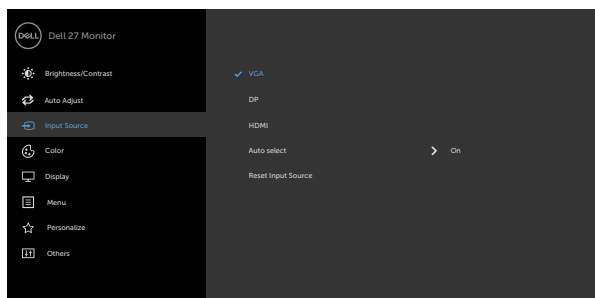 DELL Dell 27 Monitor
Brightness/Contrast
Auto Adjust
Input Source
Color
Display
Menu
Personalize
Others
VGA
DP
HDMI
Auto select On
Reset Input Source